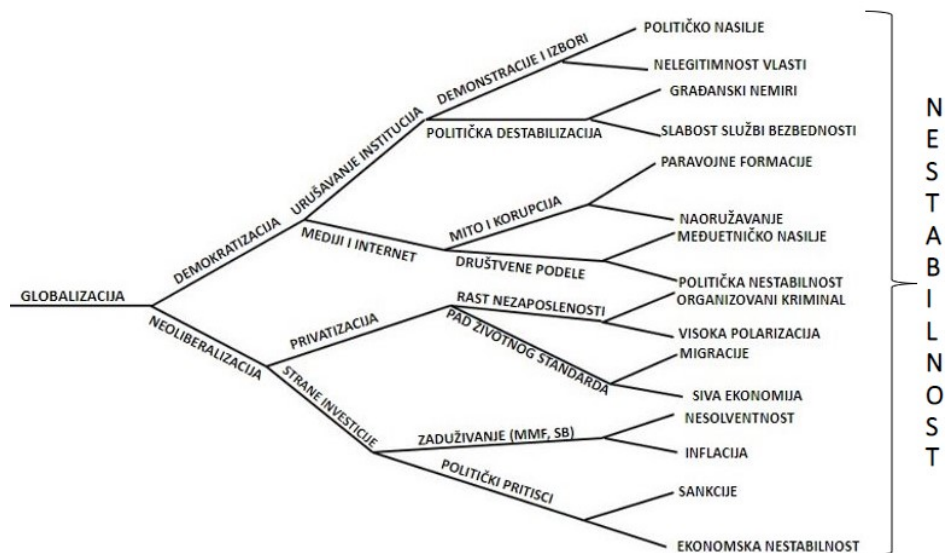 POLITIČKO NASILJE
DEMONSTRACIJE I IZBORI
NELEGITIMNOST VLASTI
GRAĐANSKI NEMIRI
URUŠAVANJE INSTITUCIJA
POLITIČKA DESTABILIZACIJA
SLABOST SLUŽBI BEZBEDNOSTI
PARAVOJNE FORMACIJE
DEMOKRATIZACIJA
MITO I KORUPCIJA
NAORUŽAVANJE
MEDIJI I INTERNET
MEĐUETNIČKO NASILJE
DRUŠTVENE PODELE
POLITIČKA NESTABILNOST
GLOBALIZACIJA
RAST NEZAPOSLENOSTI
ORGANIZOVANI KRIMINAL
NEOLIBERALIZACIJA
PRIVATIZACIJA
VISOKA POLARIZACIJA
PAD ŽIVOTNOG STANDARDA
MIGRACIJE
STRANE INVESTICIJE
SIVA EKONOMIJA
NESOLVENTNOST
ZADUŽIVANJE (MMF, SB)
INFLACIJA
POLITIČKI PRITISCI
SANKCIJE
EKONOMSKA NESTABILNOST
NESTABILNOST